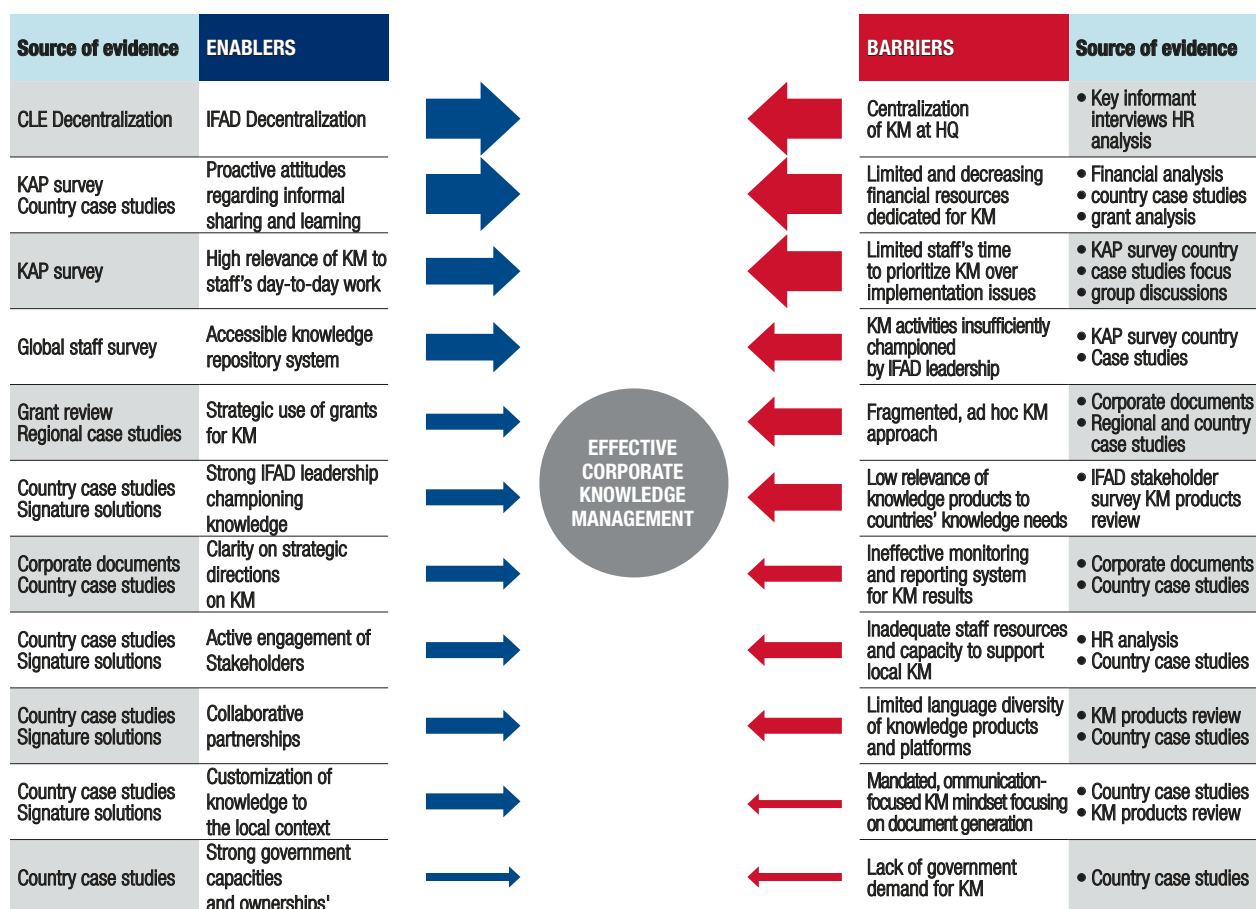 Source of evidence
ENABLERS
CLE Decentralization
IFAD Decentralization
KAP survey
Country case studies
Proactive attitudes
regarding informal
sharing and learning
KAP survey
High relevance of KM to
staff's day-to-day work
Global staff survey
Accessible knowledge
repository system
Grant review
Regional case studies
Strategic use of grants
for KM
Country case studies
Signature solutions
Strong IFAD leadership
championing
knowledge
Corporate documents
Country case studies
Clarity on strategic
directions
on KM
Country case studies
Signature solutions
Active engagement of
Stakeholders
Country case studies
Signature solutions
Collaborative
partnerships
Country case studies
Signature solutions
Customization of
knowledge to
the local context
Country case studies
Strong government
capacities
and ownerships'
EFFECTIVE
CORPORATE
KNOWLEDGE
MANAGEMENT
BARRIERS
Source of evidence
Centralization
of KM at HQ
• Key informant
interviews HR
analysis
Limited and decreasing
financial resources
dedicated for KM
• Financial analysis
• country case studies
• grant analysis
Limited staff's time
to prioritize KM over
implementation issues
• KAP survey country
• case studies focus
• group discussions
KM activities insufficiently
championed
by IFAD leadership
• KAP survey country
• Case studies
Fragmented, ad hoc KM
approach
• Corporate documents
• Regional and country
case studies
Low relevance of
knowledge products to
countries' knowledge needs
• IFAD stakeholder
survey KM products
review
Ineffective monitoring
and reporting system
for KM results
• Corporate documents
• Country case studies
Inadequate staff resources
and capacity to support
local KM
• HR analysis
• Country case studies
Limited language diversity
of knowledge products
and platforms
• KM products review
• Country case studies
Mandated, ommunication-
focused KM mindset focusing
on document generation
• Country case studies
• KM products review
Lack of government
demand for KM
• Country case studies